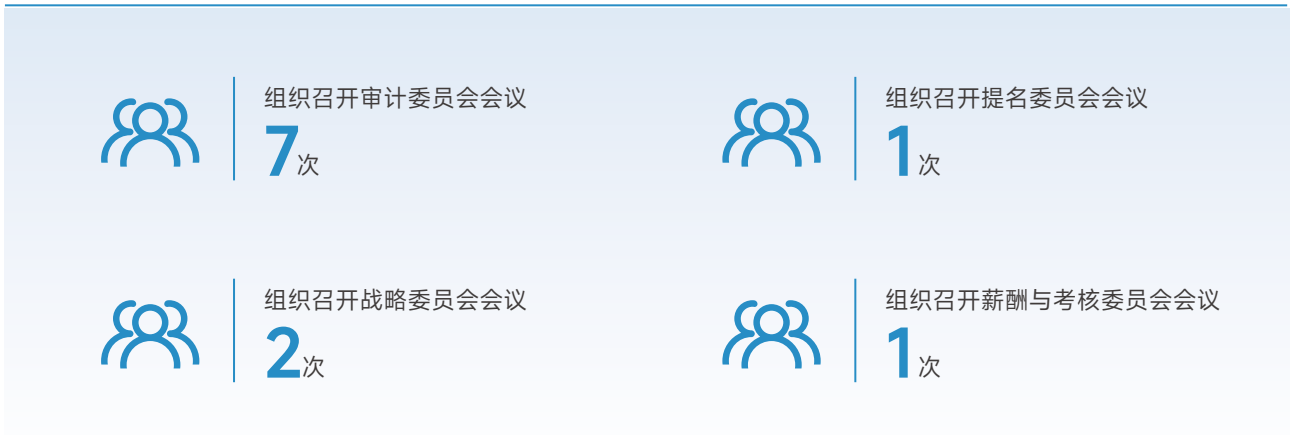 组织召开审计委员会会议
7次
组织召开提名委员会会议
1次
组织召开战略委员会会议
2次
组织召开薪酬与考核委员会会议
1次